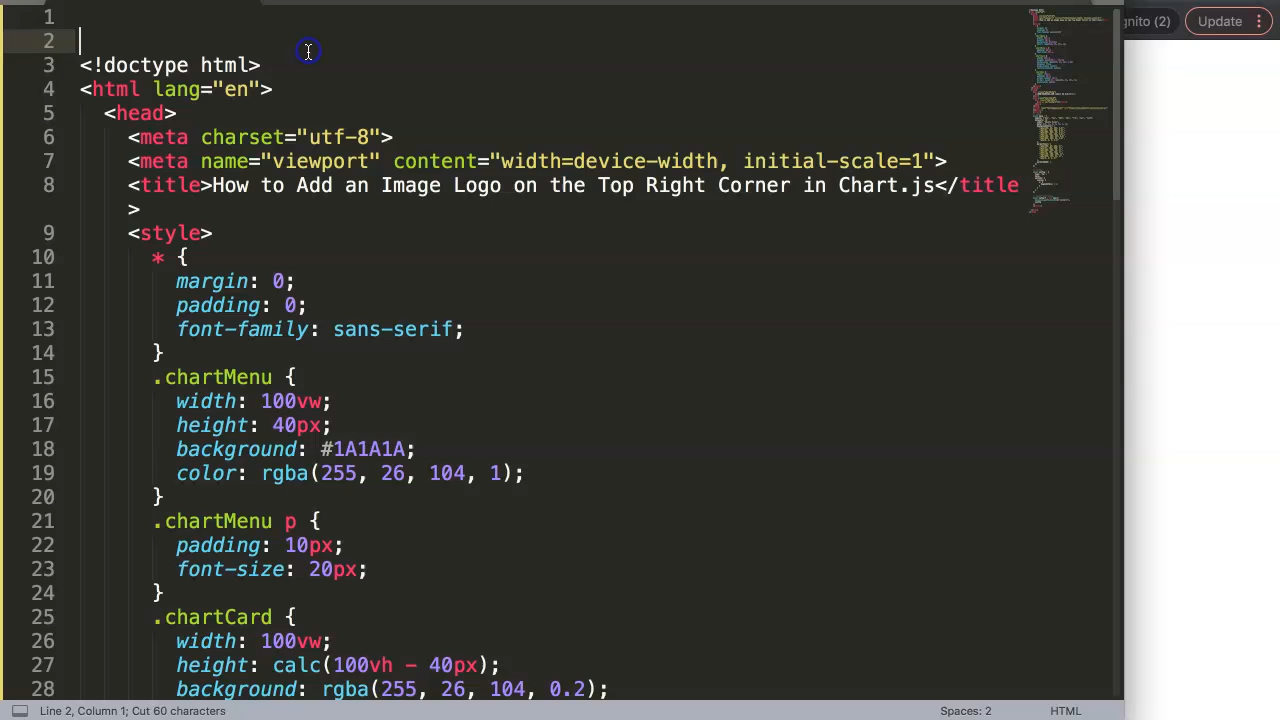 gnito (2)
Update
1
2
3 <!doctype html>
4 <html lang="en">
5 <head>
6 <meta charset="utf-8">
7 <meta name="viewport" content="width=device-width, initial-scale=1">
8 <title>How to Add an Image Logo on the Top Right Corner in Chart.js</title
>
9 <style>
10 * {
11 margin: 0;
12 padding: 0;
13 font-family: sans-serif;
14 }
15 .chartMenu {
16 width: 100vw;
17 height: 40px;
18 background: #1A1A1A;
19 color: rgba(255, 26, 104, 1);
20 }
21 .chartMenu p {
22 padding: 10px;
23 font-size: 20px;
24 }
25 .chartCard {
26 width: 100vw;
27 height: calc(100vh - 40px);
28 background: rgba(255, 26, 104, 0.2);
Line 2, Column 1; Cut 60 characters
Spaces: 2
HTML